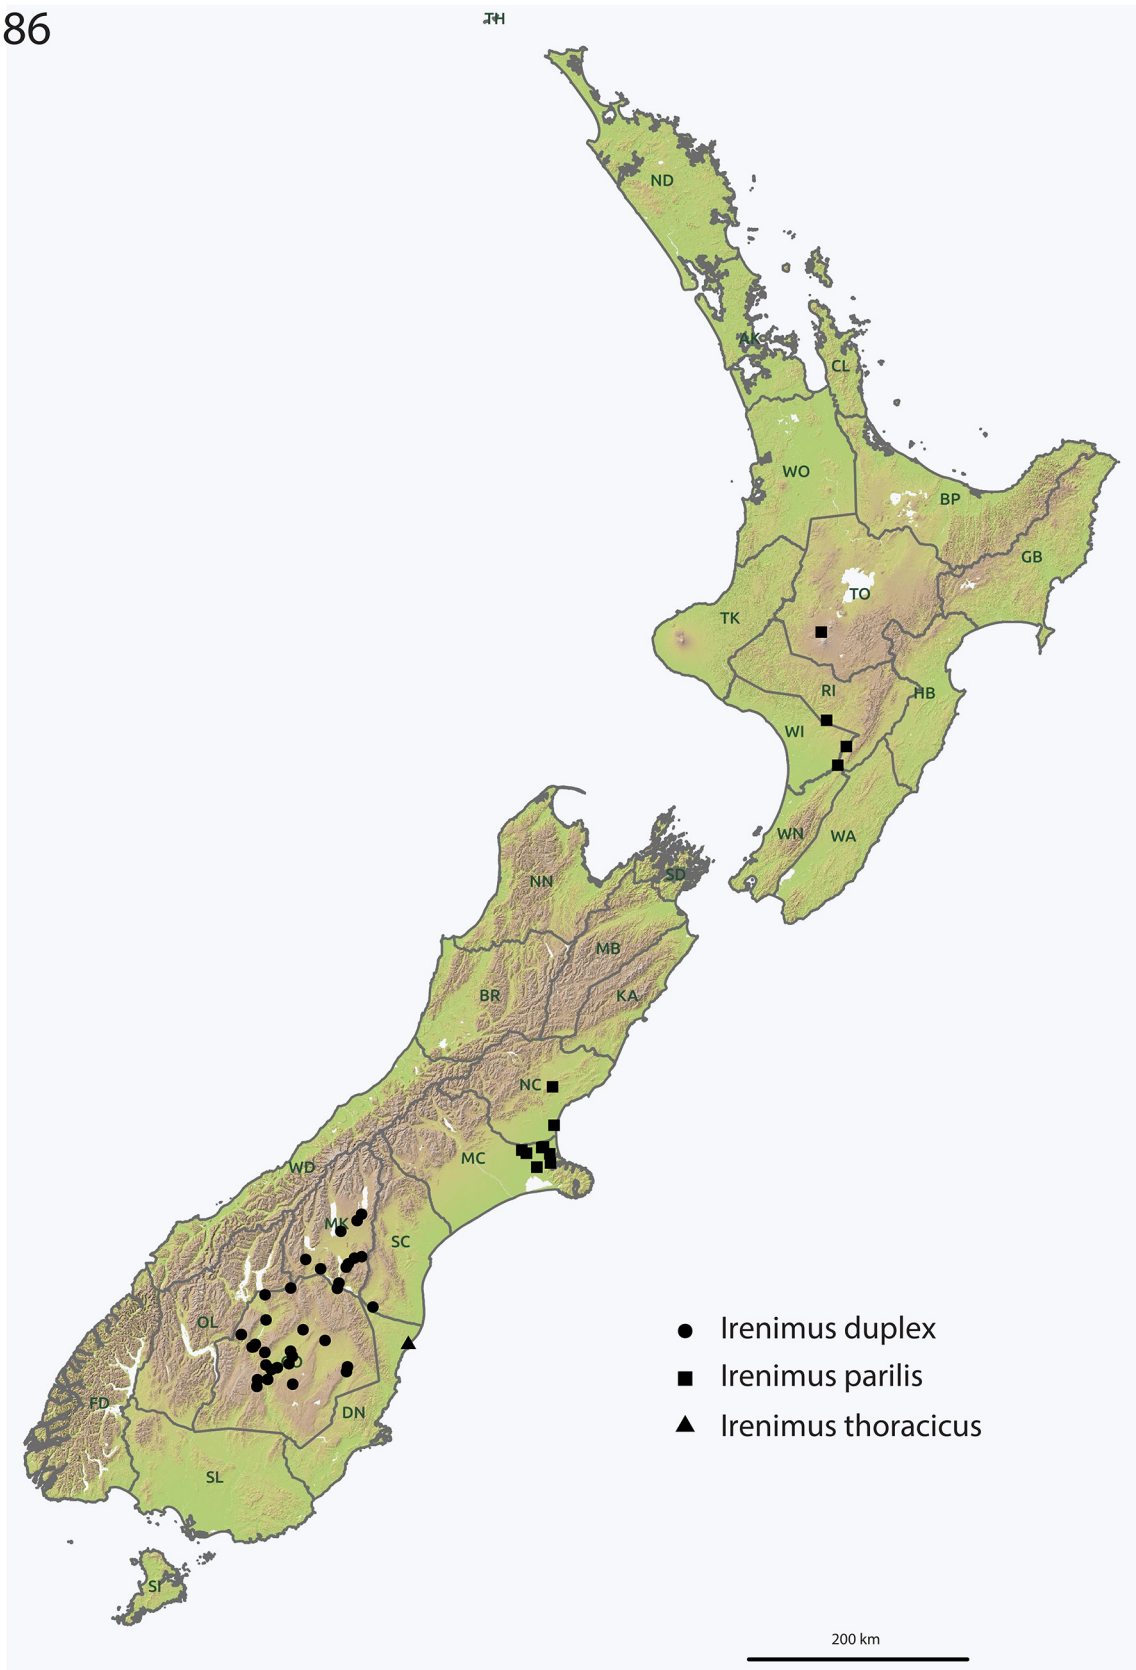 86
TH
ND
AK
CL
WO
BP
GB
TO
TK
RI
HB
WI
WN
WA
SD
NN
MB
BR
KA
NC
MC
WD
MK
SC
OL
CO
FD
DN
SL
SI
Irenimus duplex
Irenimus parilis
Irenimus thoracicus
200 km